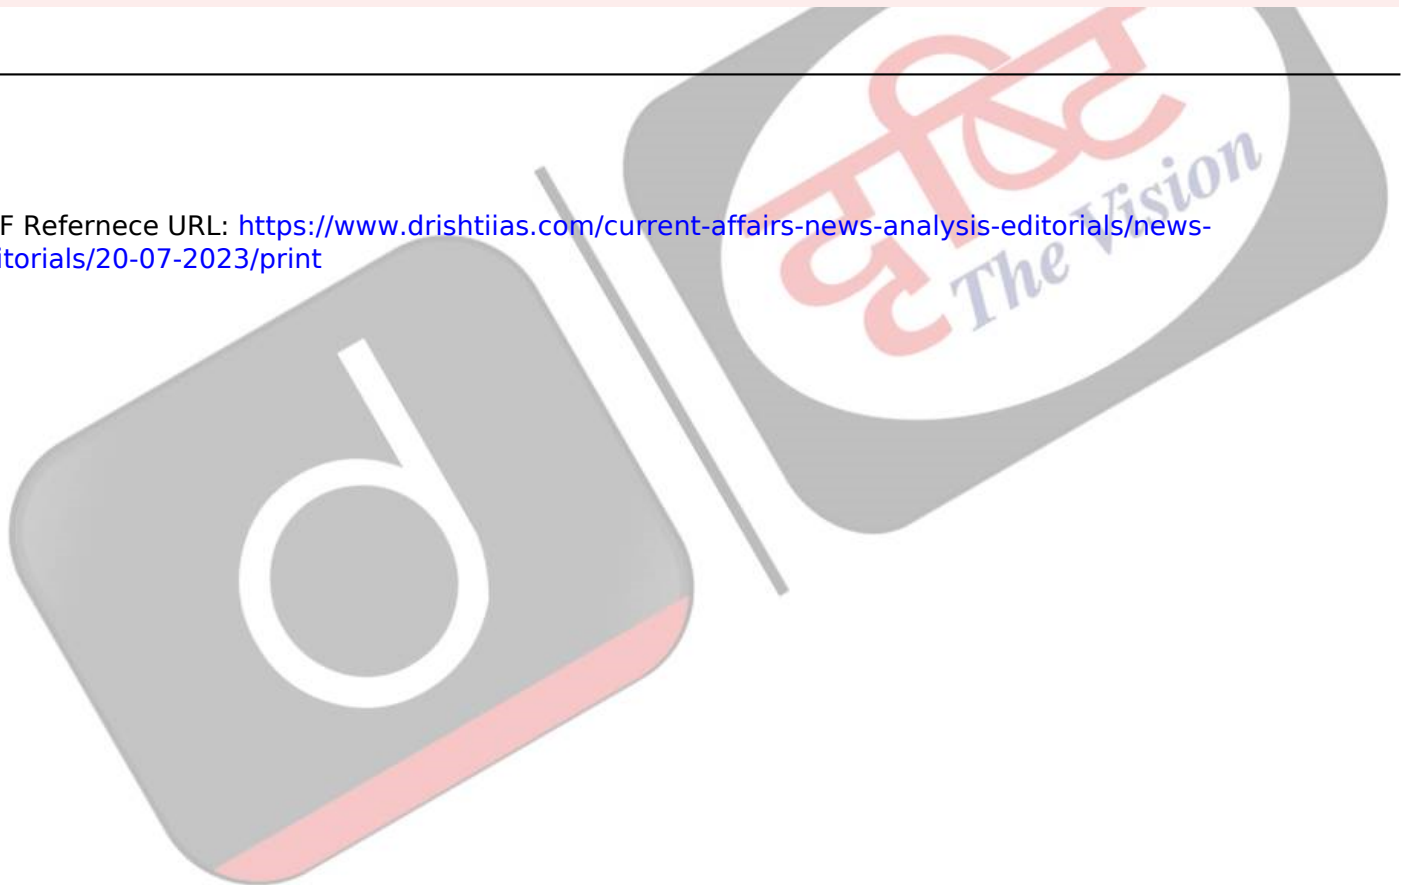 दृष्टि
The Vision
F Refernece URL: https://www.drishtiias.com/current-affairs-news-analysis-editorials/news-
itorials/20-07-2023/print
d